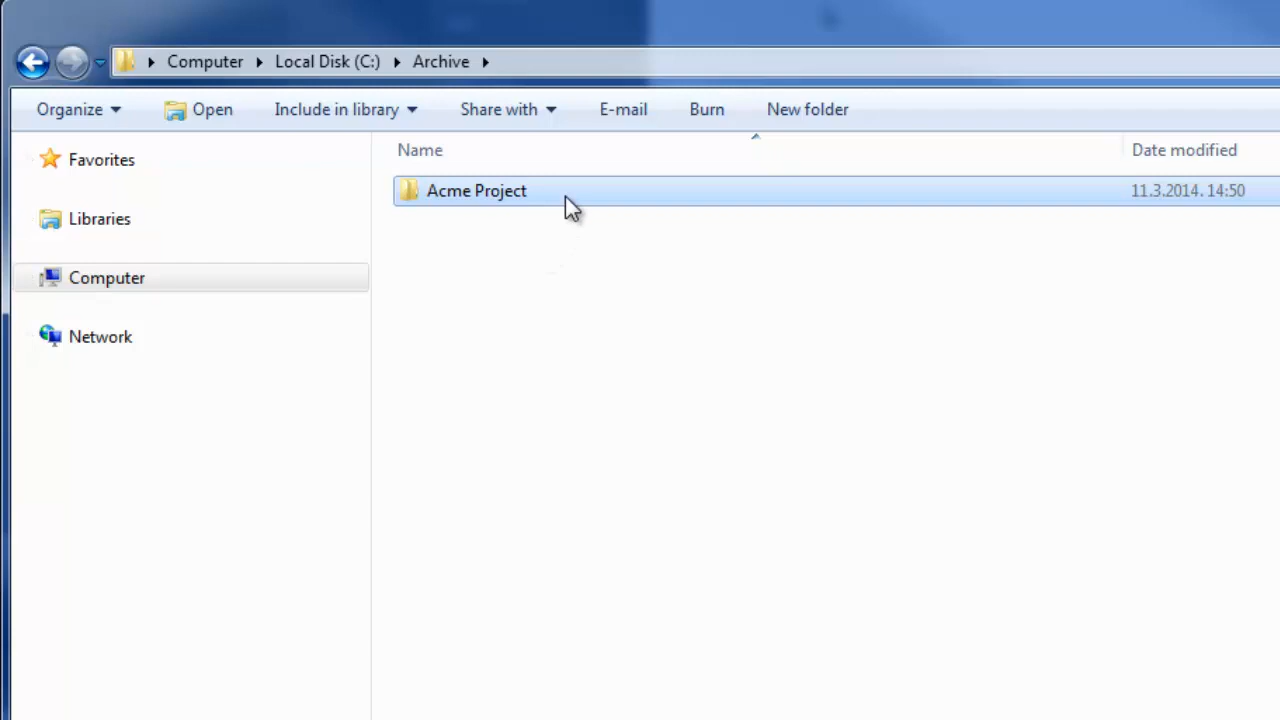 Computer Local Disk (C:) Archive
Organize Open Include in library Share with E-mail Burn New folder
Name Date modified
Favorites
Acme Project 11.3.2014. 14:50
Libraries
Computer
Network